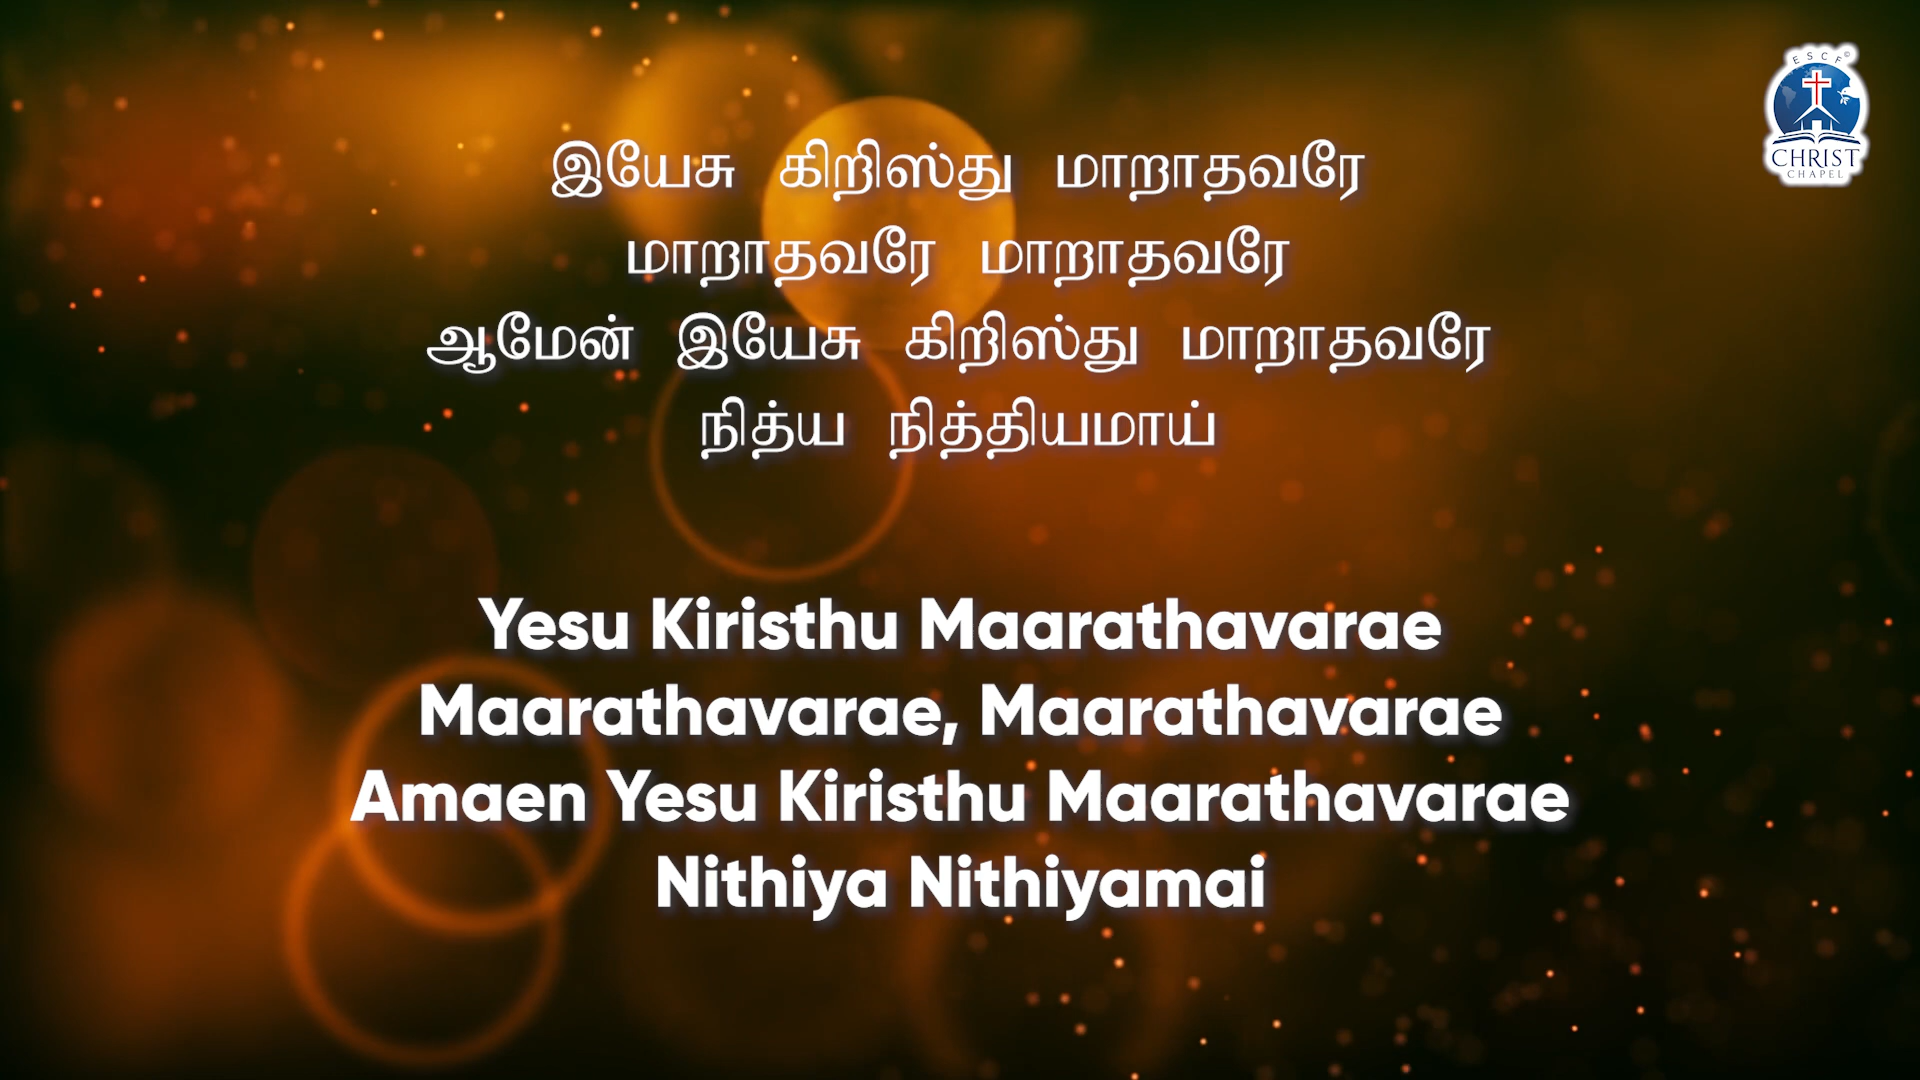 ESCF©
CHRIST
CHAPEL
இயேசு கிறிஸ்து மாறாதவரே
மாறாதவரே மாறாதவரே
ஆமேன் இயேசு கிறிஸ்து மாறாதவரே
நித்ய நித்தியமாய்
Yesu Kiristhu Maarathavarae
Maarathavarae, Maarathavarae
Amaen Yesu Kiristhu Maarathavarae
Nithiya Nithiyamai